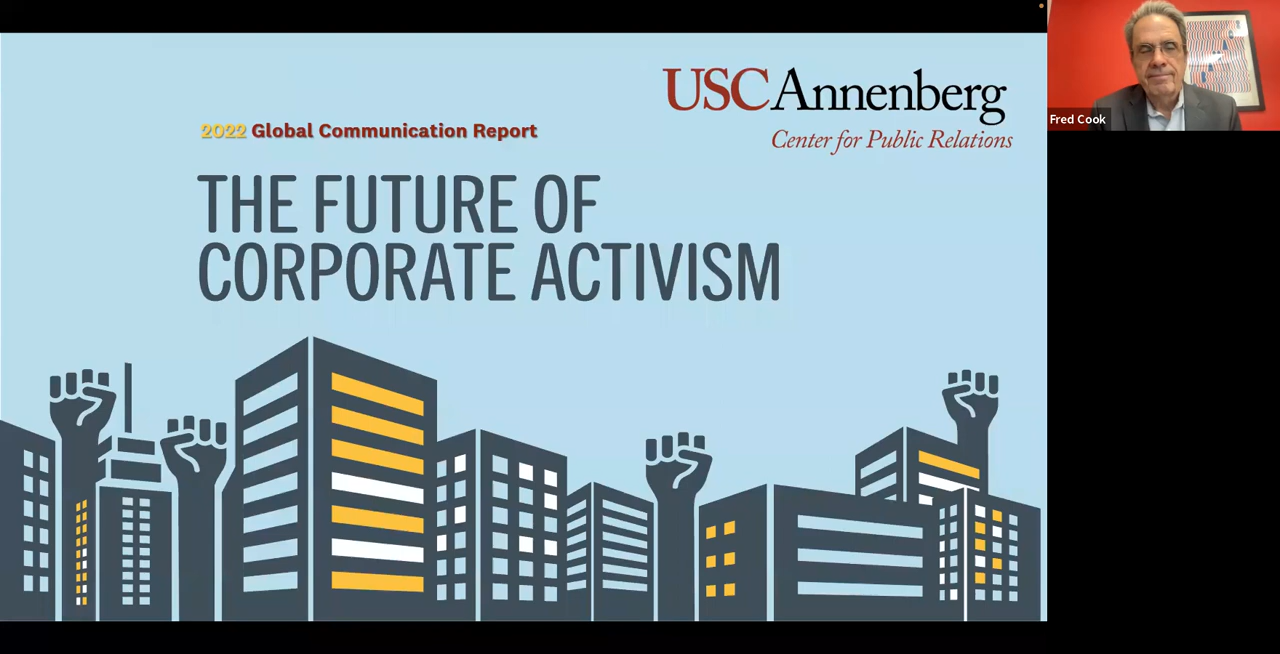 USC Annenberg
Center for Public Relations
2022 Global Communication Report
THE FUTURE OF
CORPORATE ACTIVISM
Fred Cook